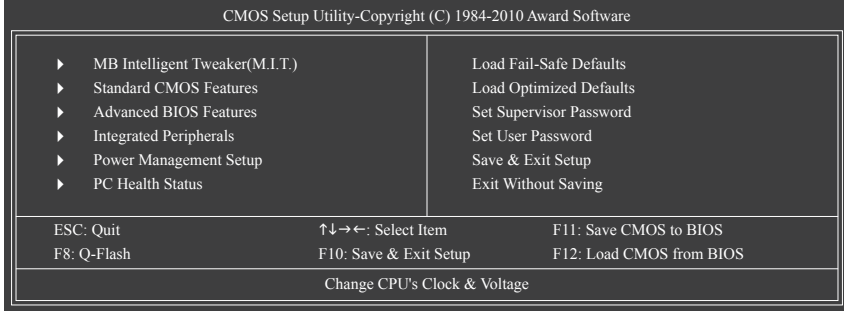 CMOS Setup Utility-Copyright (C) 1984-2010 Award Software
MB Intelligent Tweaker(M.I.T.)
Standard CMOS Features
Advanced BIOS Features
Integrated Peripherals
Power Management Setup
PC Health Status
Load Fail-Safe Defaults
Load Optimized Defaults
Set Supervisor Password
Set User Password
Save & Exit Setup
Exit Without Saving
ESC: Quit ↑↓→←: Select Item F11: Save CMOS to BIOS
F8: Q-Flash F10: Save & Exit Setup F12: Load CMOS from BIOS
Change CPU's Clock & Voltage